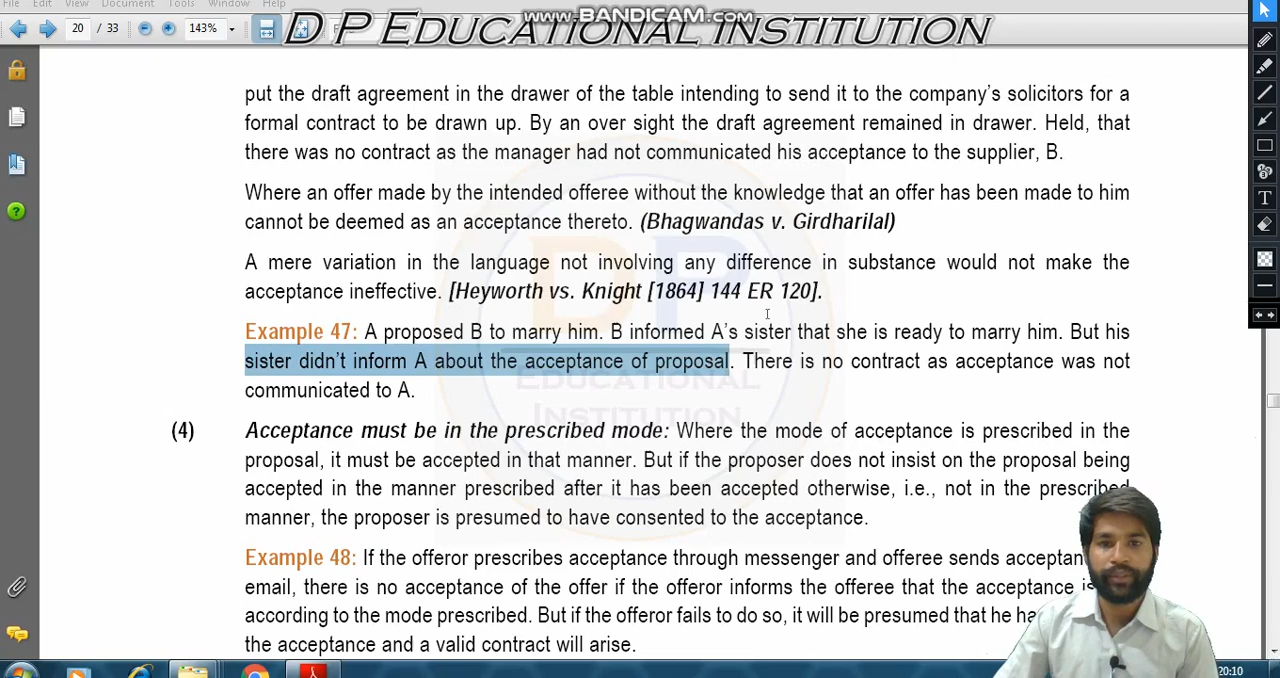 File Edit View Document Tools Window Help
www.BANDICAM.com
D P EDUCATIONAL INSTITUTION
20 / 33 143%
put the draft agreement in the drawer of the table intending to send it to the company's solicitors for a
formal contract to be drawn up. By an over sight the draft agreement remained in drawer. Held, that
there was no contract as the manager had not communicated his acceptance to the supplier, B.
Where an offer made by the intended offeree without the knowledge that an offer has been made to him
cannot be deemed as an acceptance thereto. (Bhagwandas v. Girdharilal)
A mere variation in the language not involving any difference in substance would not make the
acceptance ineffective. [Heyworth vs. Knight [1864] 144 ER 120].
Example 47: A proposed B to marry him. B informed A's sister that she is ready to marry him. But his
sister didn't inform A about the acceptance of proposal. There is no contract as acceptance was not
communicated to A.
DP
EDUCATIONAL
INSTITUTION
(4) Acceptance must be in the prescribed mode: Where the mode of acceptance is prescribed in the
proposal, it must be accepted in that manner. But if the proposer does not insist on the proposal being
accepted in the manner prescribed after it has been accepted otherwise, i.e., not in the prescribed
manner, the proposer is presumed to have consented to the acceptance.
Example 48: If the offeror prescribes acceptance through messenger and offeree sends acceptan
email, there is no acceptance of the offer if the offeror informs the offeree that the acceptance is
according to the mode prescribed. But if the offeror fails to do so, it will be presumed that he ha
the acceptance and a valid contract will arise.
20:10